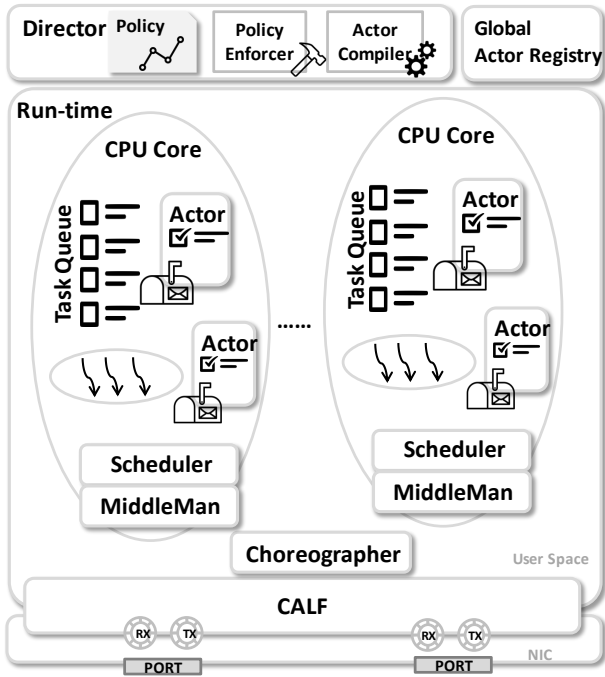 Director
Policy
Policy
Enforcer
Actor
Compiler
Global
Actor Registry
Run-time
CPU Core
Task Queue
Actor
Actor
Scheduler
MiddleMan
......
CPU Core
Task Queue
Actor
Actor
Scheduler
MiddleMan
Choreographer
User Space
CALF
RX
TX
RX
TX
NIC
PORT
PORT